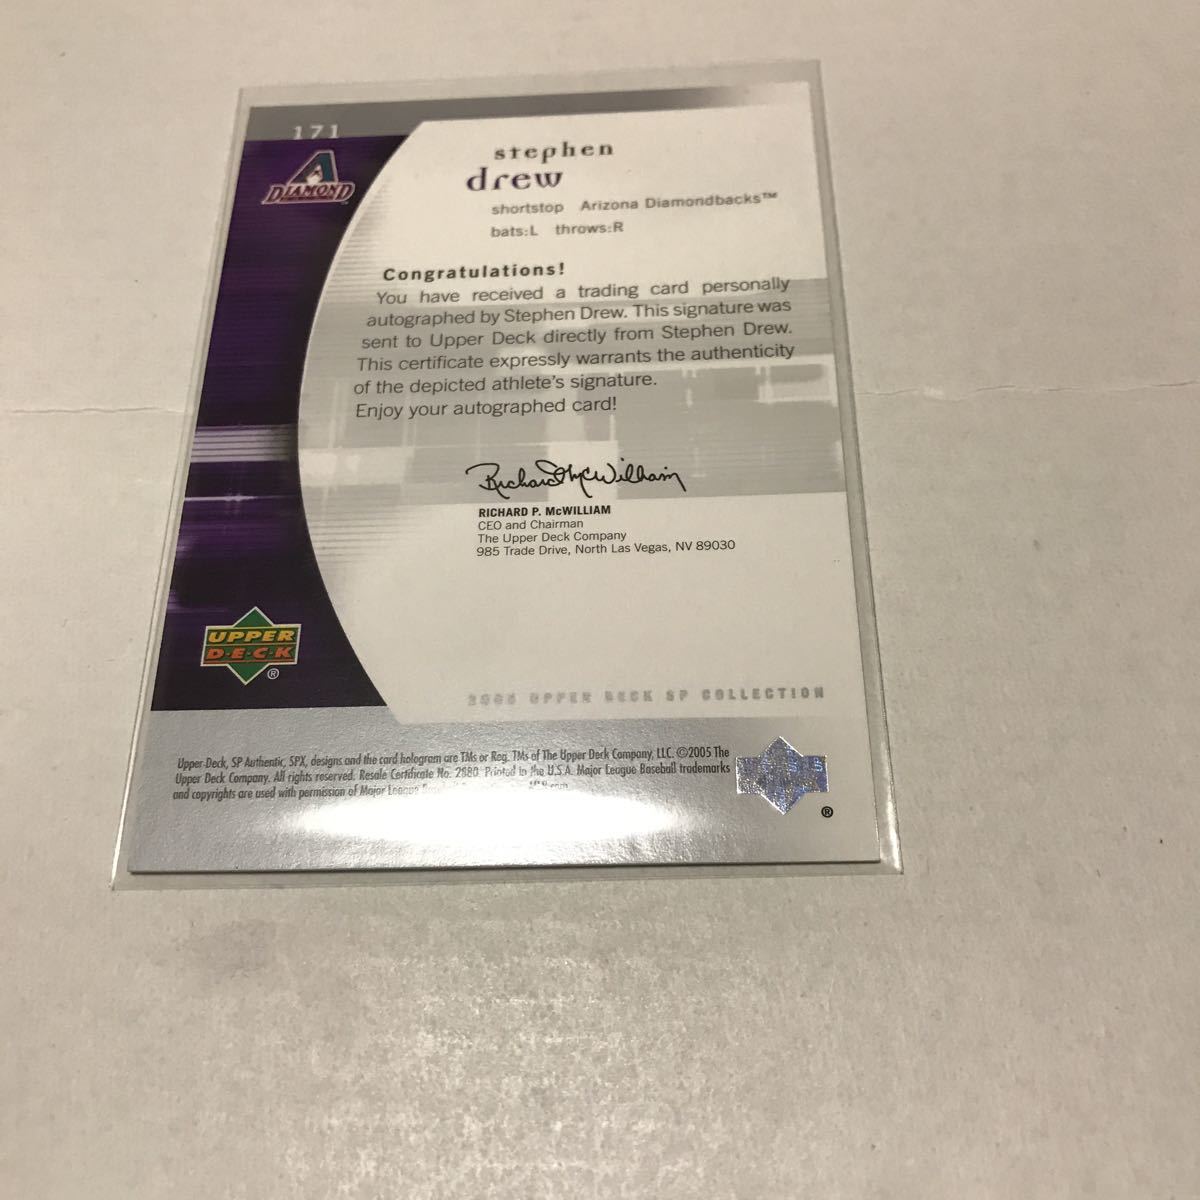 171
DIAMOND
stephen
drew
shortstop Arizona Diamondbacks™
bats:L throws:R
Congratulations!
You have received a trading card personally
autographed by Stephen Drew. This signature was
sent to Upper Deck directly from Stephen Drew.
This certificate expressly warrants the authenticity
of the depicted athlete's signature.
Enjoy your autographed card!
Richard P. McWilliam
RICHARD P. McWILLIAM
CEO and Chairman
The Upper Deck Company
985 Trade Drive, North Las Vegas, NV 89030
UPPER
D·E·C·K
®
2005 UPPER DECK SP COLLECTION
Upper Deck, SP Authentic, SPX, designs and the card hologram are TMs or Reg. TMs of The Upper Deck Company, LLC. ©2005 The
Upper Deck Company. All rights reserved. Resale Certificate No. 2980 Printed in the U.S.A. Major League Baseball trademarks
and copyrights are used with permission of Major League
®